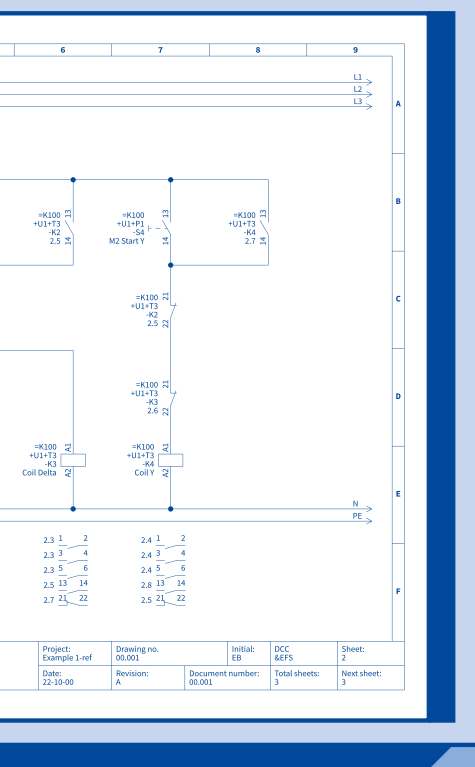 6 7 8 9
L1
L2
L3
A
B
=K100
+U1+T3
-K2
2.5
13
14
=K100
+U1+P1
-S4
M2 Start Y
13
14
=K100
+U1+T3
-K4
2.7
13
14
C
=K100
+U1+T3
-K2
2.5
21
22
D
=K100
+U1+T3
-K3
2.6
21
22
=K100
+U1+T3
-K3
Coil Delta
A1
A2
=K100
+U1+T3
-K4
Coil Y
A1
A2
E
N
PE
F
2.3 1 2
2.3 3 4
2.3 5 6
2.5 13 14
2.7 21 22
2.4 1 2
2.4 3 4
2.4 5 6
2.8 13 14
2.5 21 22
Project:
Example 1-ref
Drawing no.
00.001
Initial:
EB
DCC
&EFS
Sheet:
2
Date:
22-10-00
Revision:
A
Document number:
00.001
Total sheets:
3
Next sheet:
3